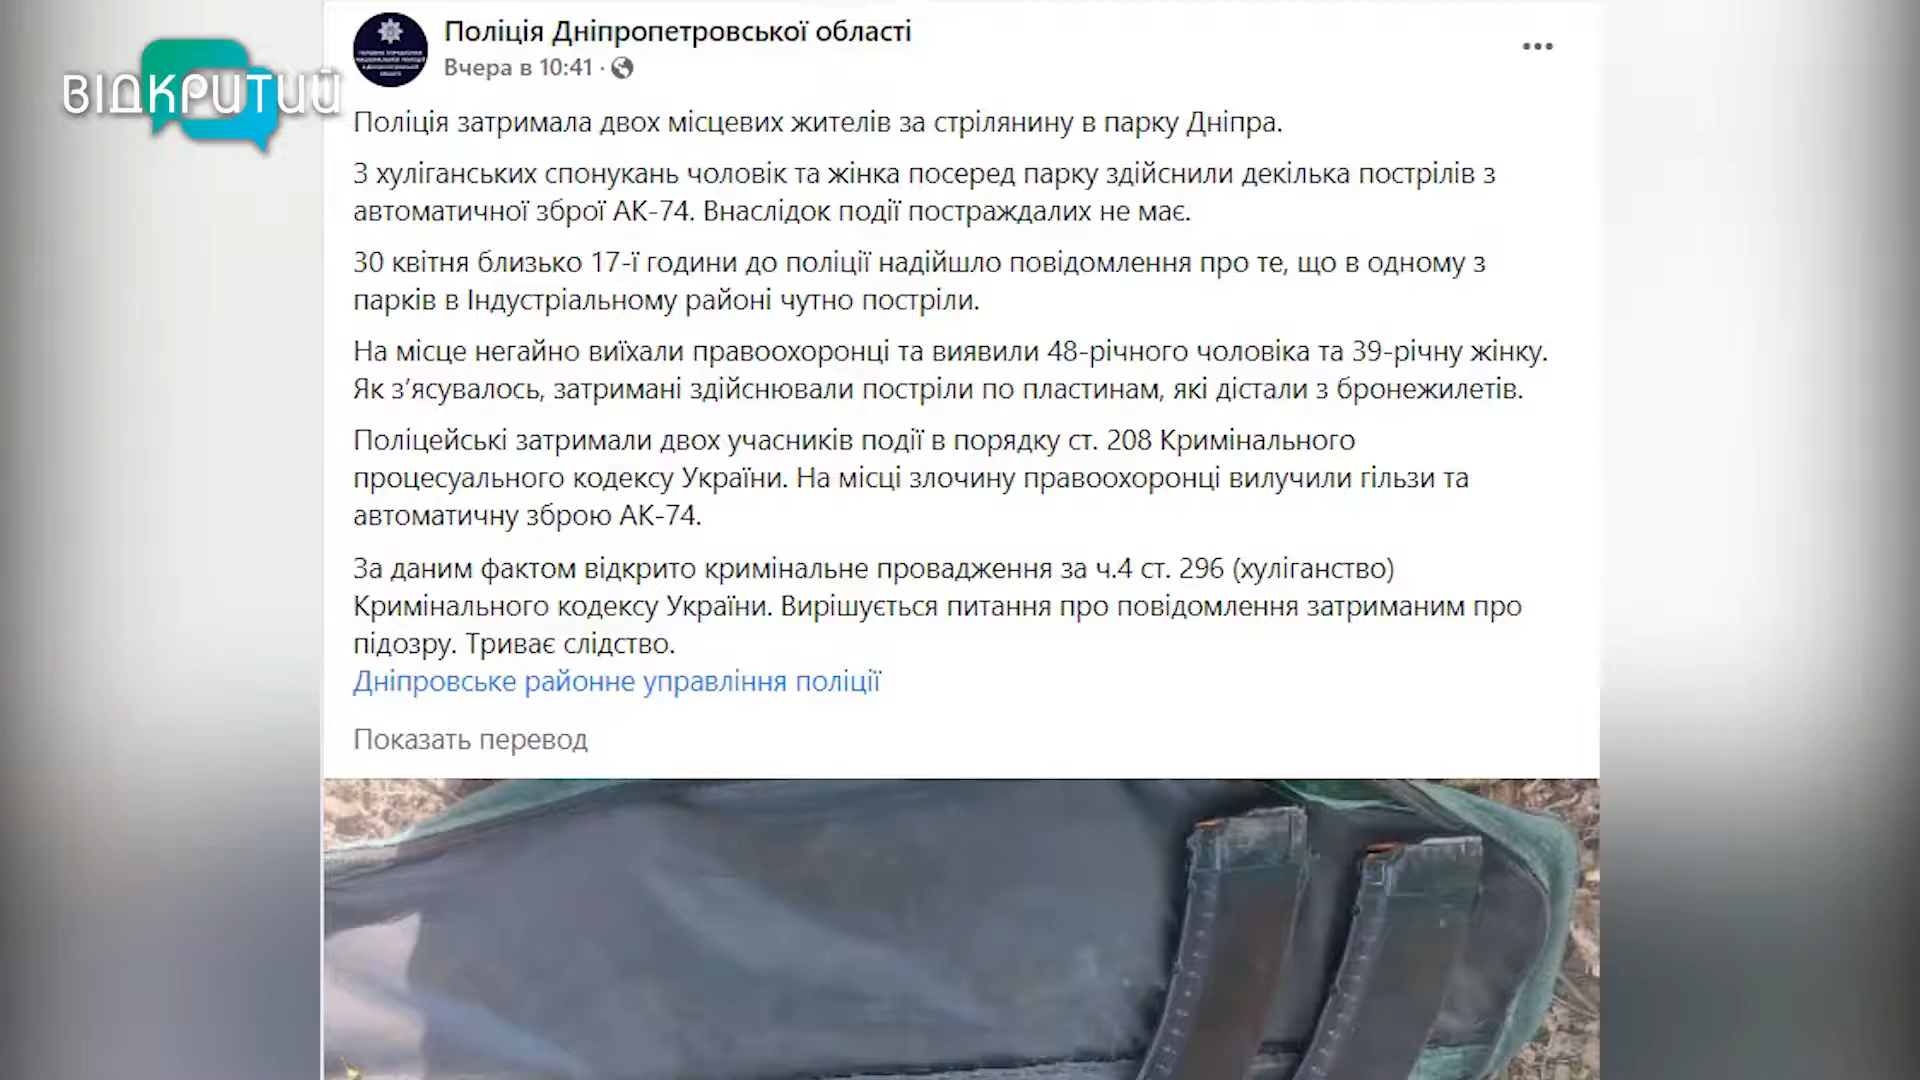 ВІДКРИТИЙ
Поліція Дніпропетровської області
Вчера в 10:41 ·
Поліція затримала двох місцевих жителів за стрілянину в парку Дніпра.
З хуліганських спонукань чоловік та жінка посеред парку здійснили декілька пострілів з
автоматичної зброї АК-74. Внаслідок події постраждалих не має.
30 квітня близько 17-ї години до поліції надійшло повідомлення про те, що в одному з
парків в Індустріальному районі чутно постріли.
На місце негайно виїхали правоохоронці та виявили 48-річного чоловіка та 39-річну жінку.
Як з’ясувалось, затримані здійснювали постріли по пластинам, які дістали з бронежилетів.
Поліцейські затримали двох учасників події в порядку ст. 208 Кримінального
процесуального кодексу України. На місці злочину правоохоронці вилучили гільзи та
автоматичну зброю АК-74.
За даним фактом відкрито кримінальне провадження за ч.4 ст. 296 (хуліганство)
Кримінального кодексу України. Вирішується питання про повідомлення затриманим про
підозру. Триває слідство.
Дніпровське районне управління поліції
Показать перевод